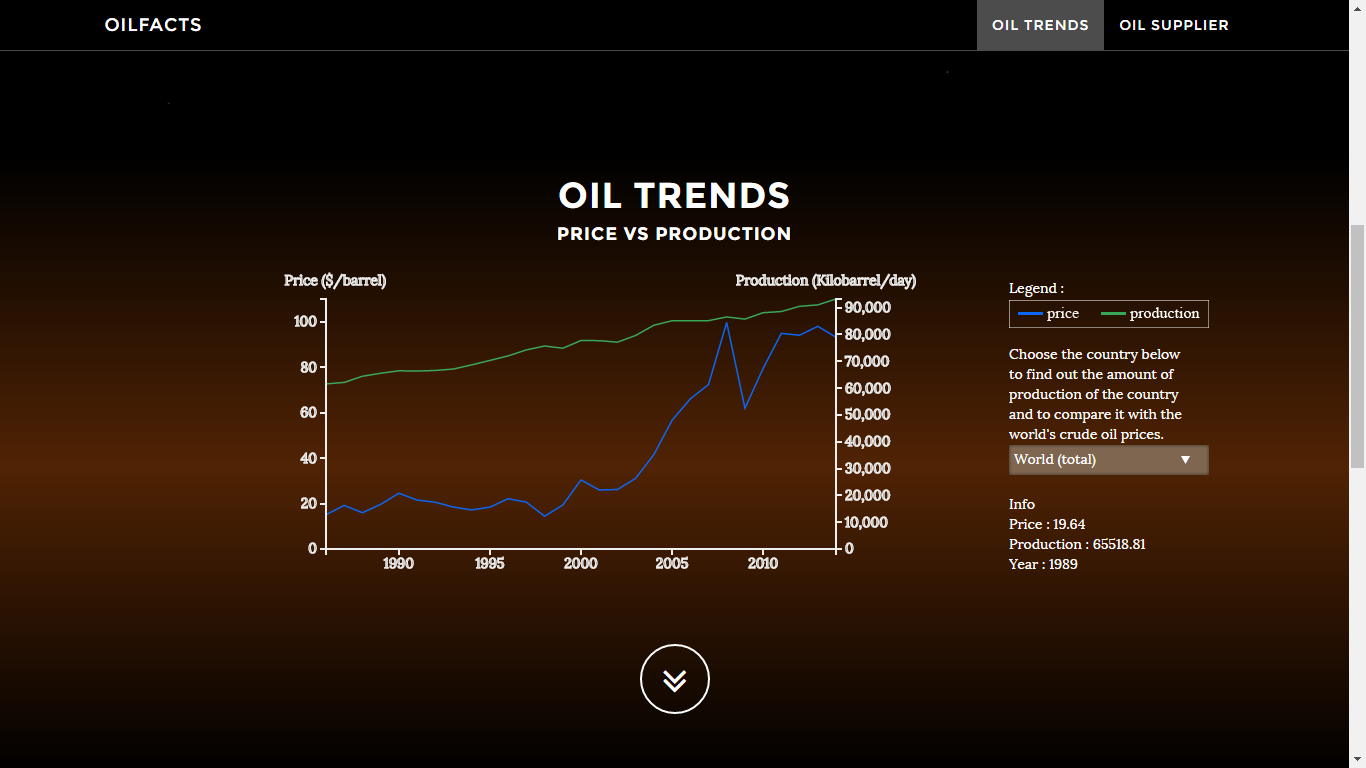 OILFACTS
OIL TRENDS
OIL SUPPLIER
OIL TRENDS
PRICE VS PRODUCTION
Price ($/barrel)
Production (Kilobarrel/day)
100
80
60
40
20
0
90,000
80,000
70,000
60,000
50,000
40,000
30,000
20,000
10,000
0
1990
1995
2000
2005
2010
Legend :
price
production
Choose the country below
to find out the amount of
production of the country
and to compare it with the
world's crude oil prices.
World (total)
Info
Price : 19.64
Production : 65518.81
Year : 1989